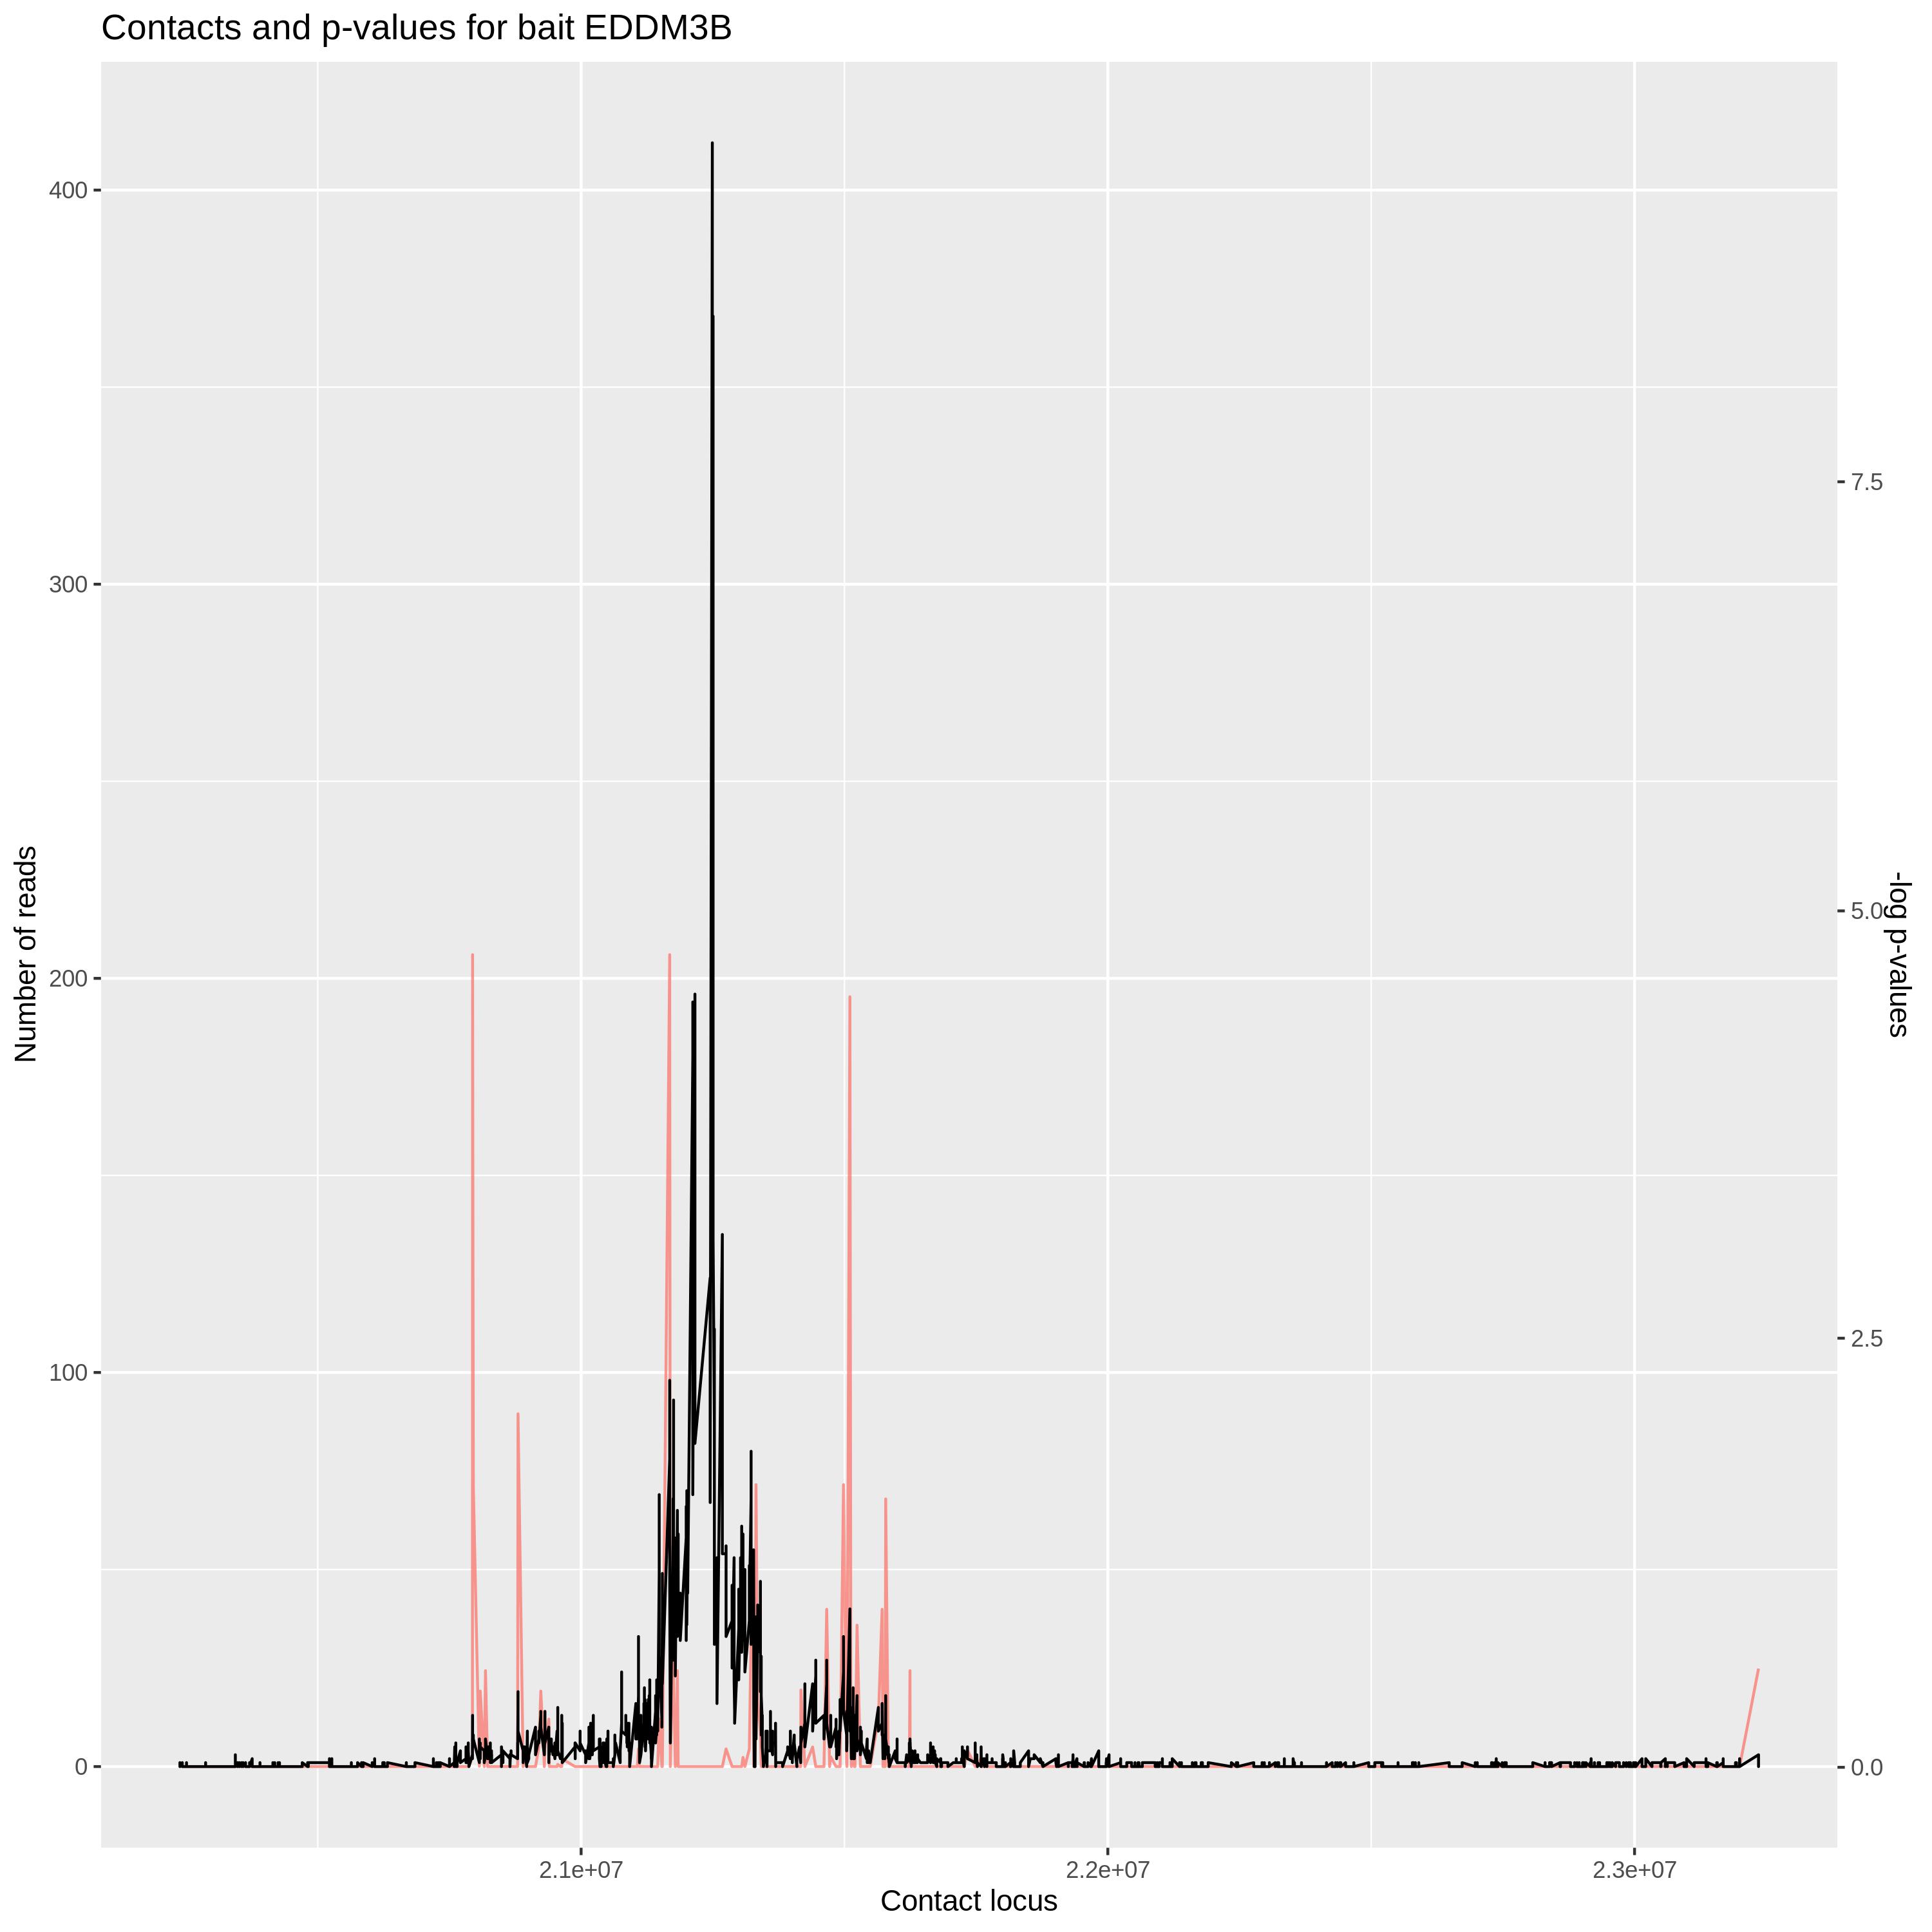 Contacts and p-values for bait EDDM3B
400
300
200
100
0
Number of reads
7.5
5.0
2.5
0.0
-log p-values
2.1e+07
2.2e+07
2.3e+07
Contact locus